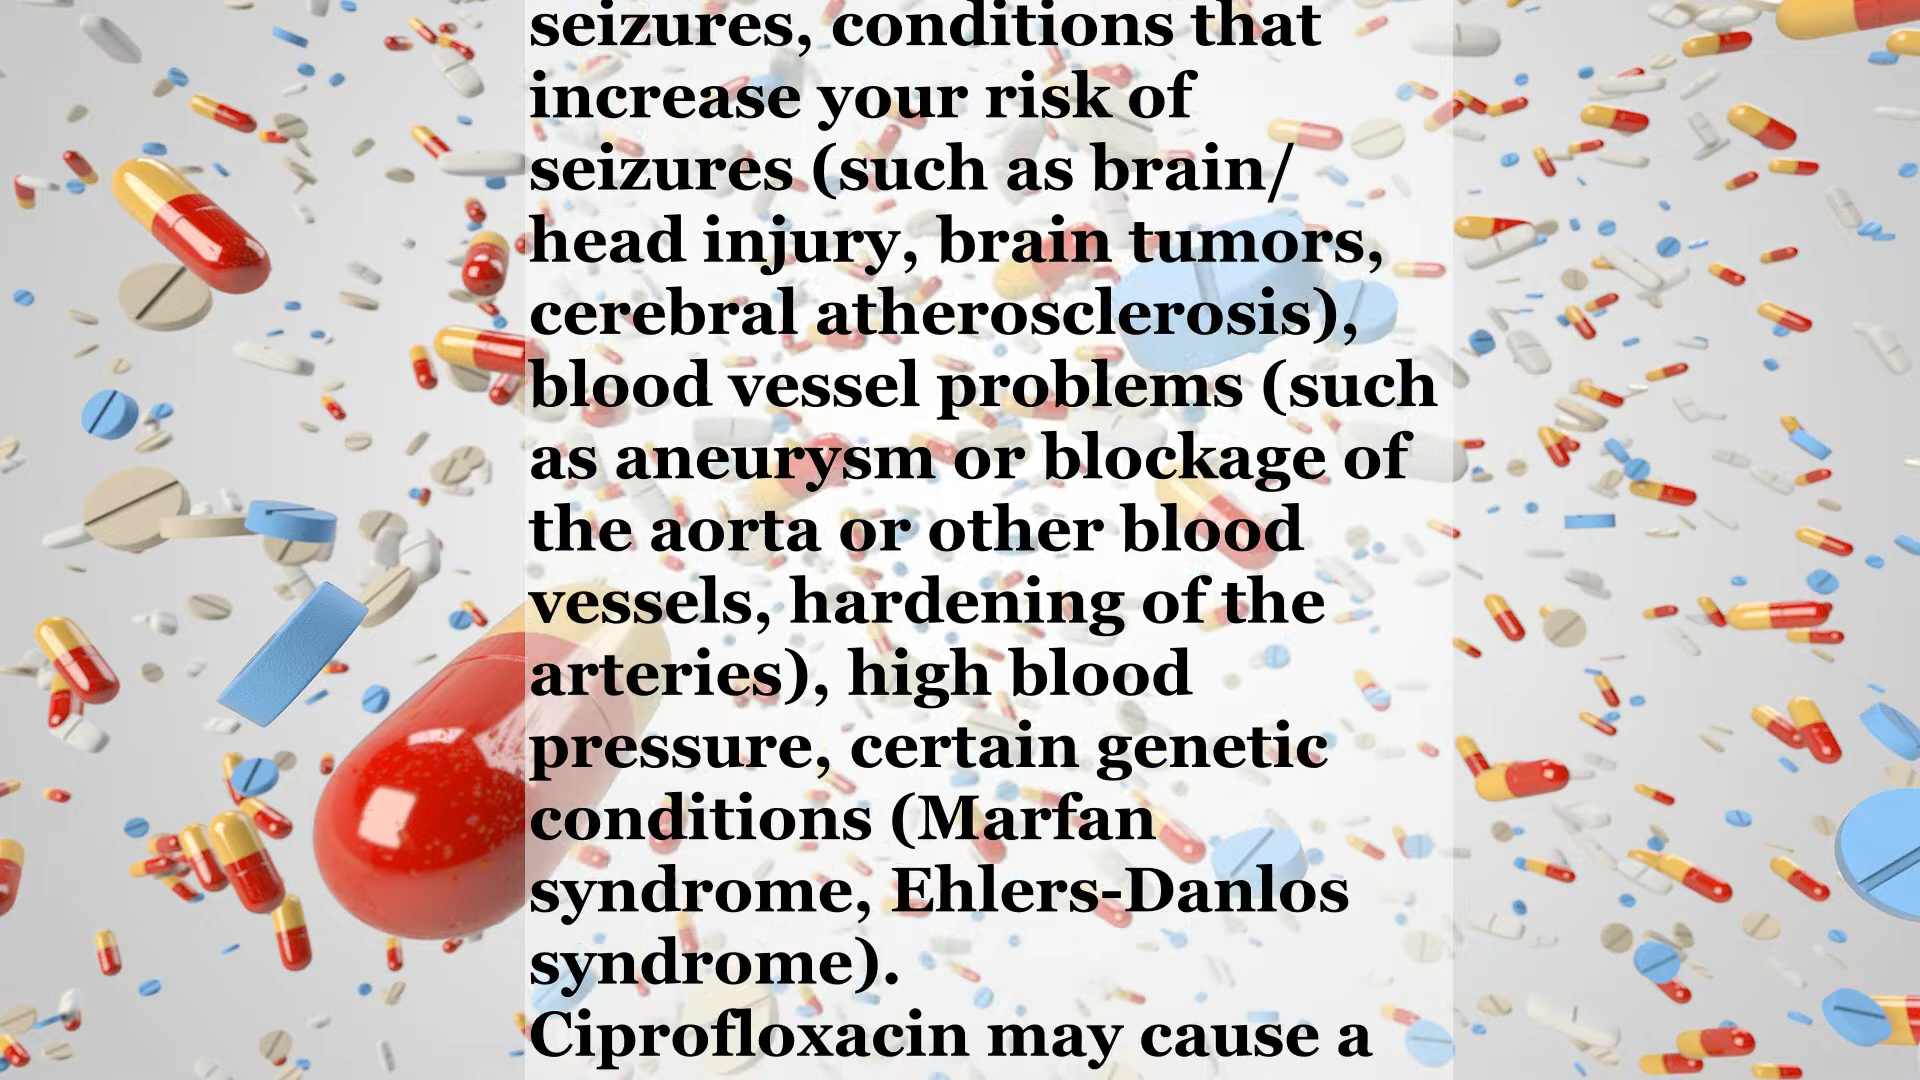 seizures, conditions that
increase your risk of
seizures (such as brain/
head injury, brain tumors,
cerebral atherosclerosis),
blood vessel problems (such
as aneurysm or blockage of
the aorta or other blood
vessels, hardening of the
arteries), high blood
pressure, certain genetic
conditions (Marfan
syndrome, Ehlers-Danlos
syndrome).
Ciprofloxacin may cause a